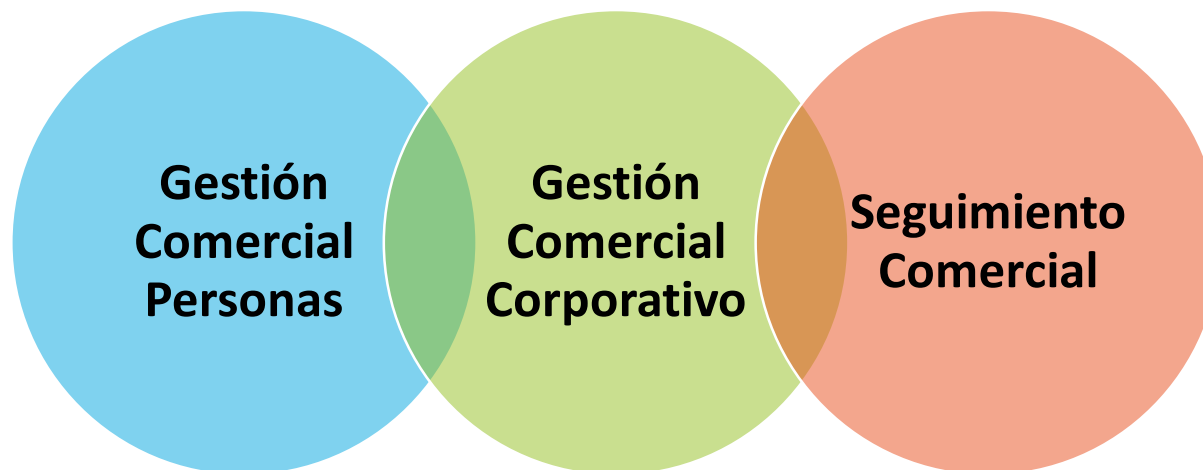 Gestión
Comercial
Personas
Gestión
Comercial
Corporativo
Seguimiento
Comercial